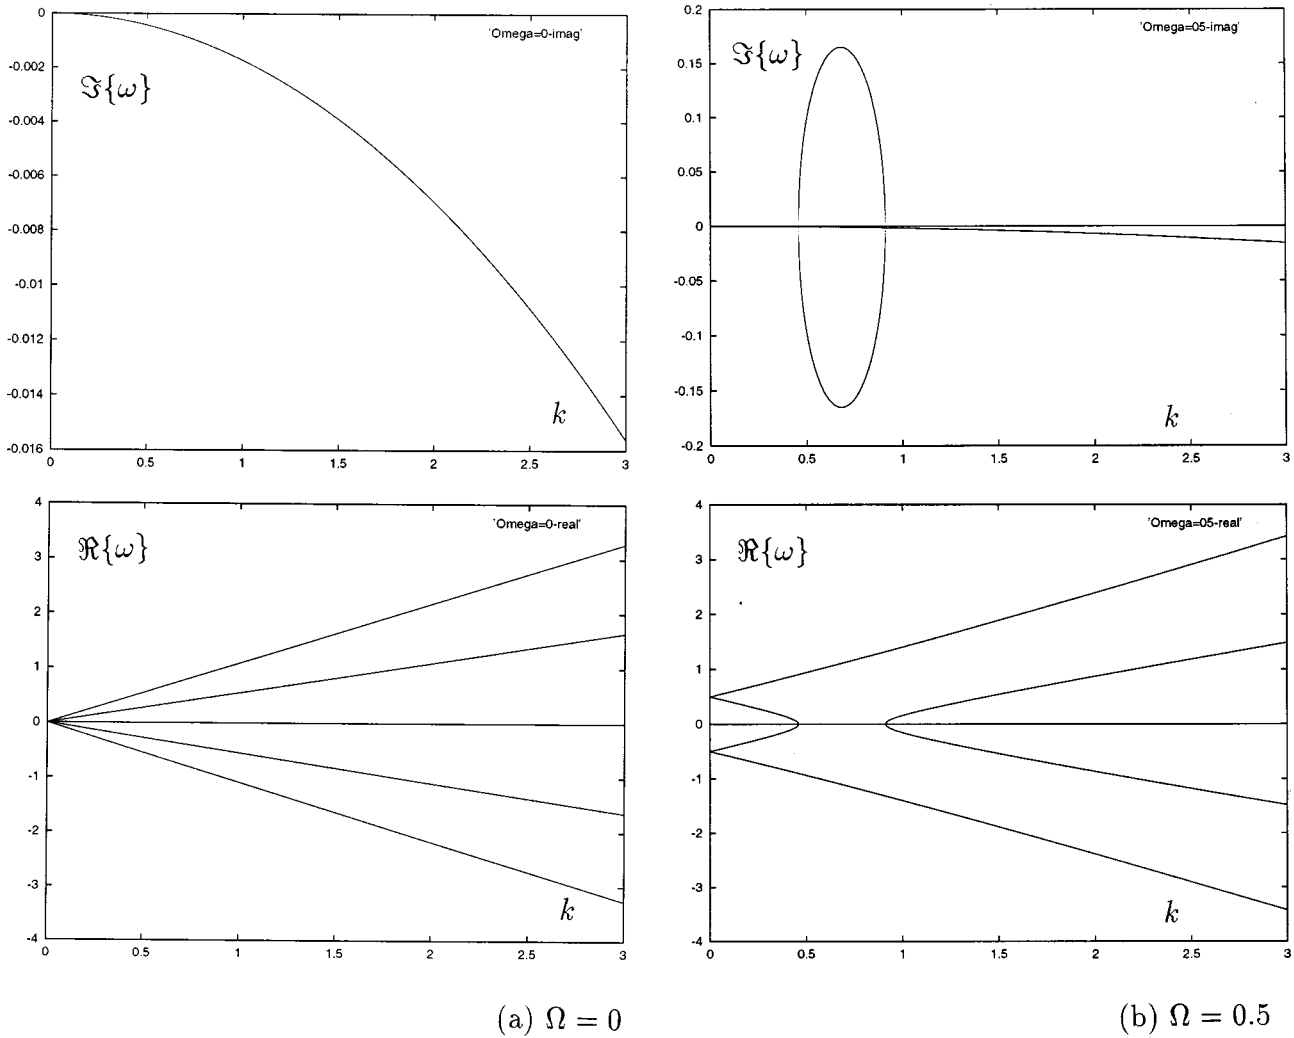 0
-0.002
-0.004
-0.006
-0.008
-0.01
-0.012
-0.014
-0.016
'Omega=0-imag'
ℑ{ω}
k
0 0.5 1 1.5 2 2.5 3
0.2
0.15
0.1
0.05
0
-0.05
-0.1
-0.15
-0.2
'Omega=05-imag'
ℑ{ω}
k
0 0.5 1 1.5 2 2.5 3
4
3
2
1
0
-1
-2
-3
-4
'Omega=0-real'
ℜ{ω}
k
0 0.5 1 1.5 2 2.5 3
4
3
2
1
0
-1
-2
-3
-4
'Omega=05-real'
ℜ{ω}
k
0 0.5 1 1.5 2 2.5 3
(a) Ω = 0
(b) Ω = 0.5